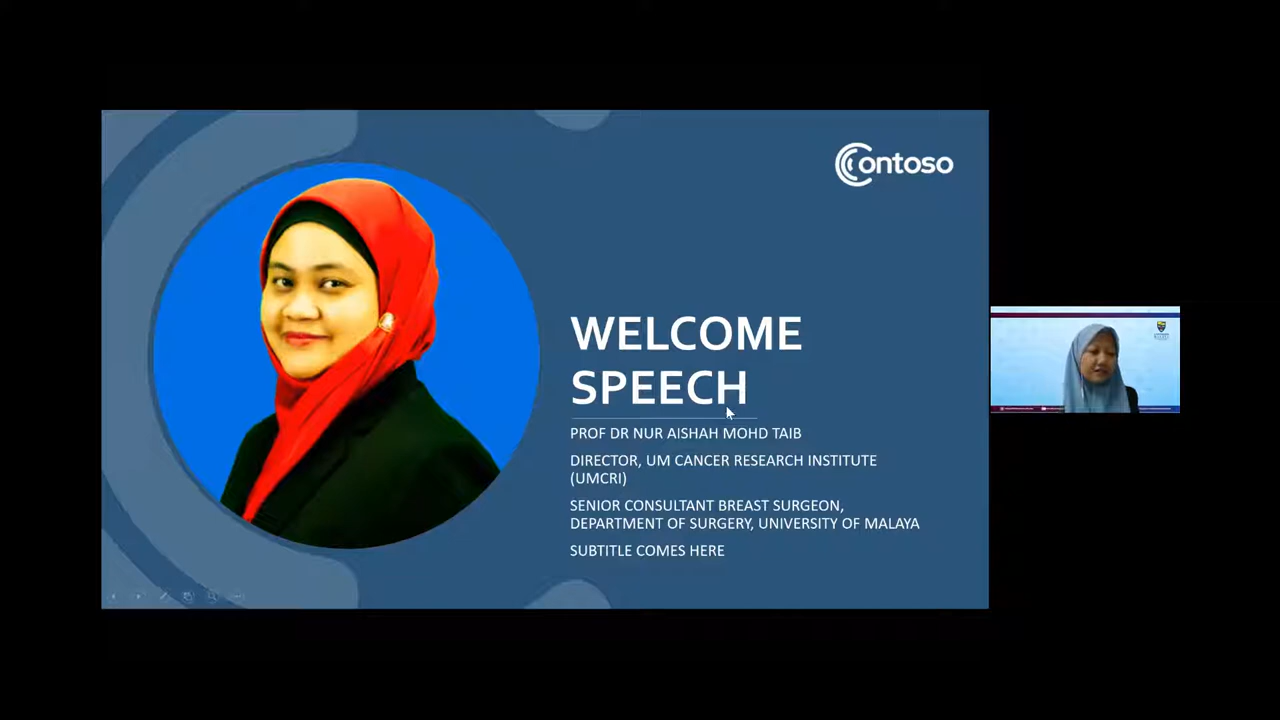 Contoso
WELCOME
SPEECH
PROF DR NUR AISHAH MOHD TAIB
DIRECTOR, UM CANCER RESEARCH INSTITUTE
(UMCRI)
SENIOR CONSULTANT BREAST SURGEON,
DEPARTMENT OF SURGERY, UNIVERSITY OF MALAYA
SUBTITLE COMES HERE